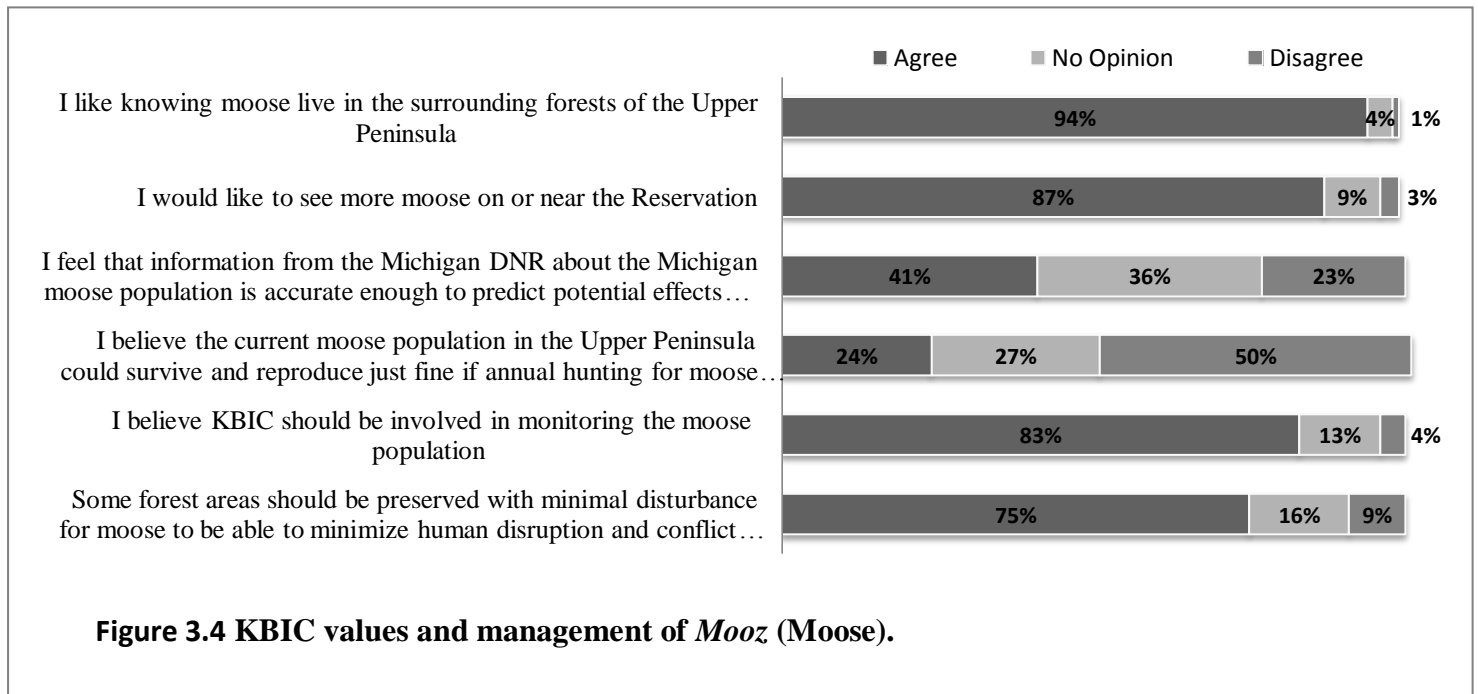 Agree No Opinion Disagree
I like knowing moose live in the surrounding forests of the Upper
Peninsula
94% 4% 1%
I would like to see more moose on or near the Reservation
87% 9% 3%
I feel that information from the Michigan DNR about the Michigan
moose population is accurate enough to predict potential effects…
41% 36% 23%
I believe the current moose population in the Upper Peninsula
could survive and reproduce just fine if annual hunting for moose…
24% 27% 50%
I believe KBIC should be involved in monitoring the moose
population
83% 13% 4%
Some forest areas should be preserved with minimal disturbance
for moose to be able to minimize human disruption and conflict…
75% 16% 9%
Figure 3.4 KBIC values and management of Mooz (Moose).